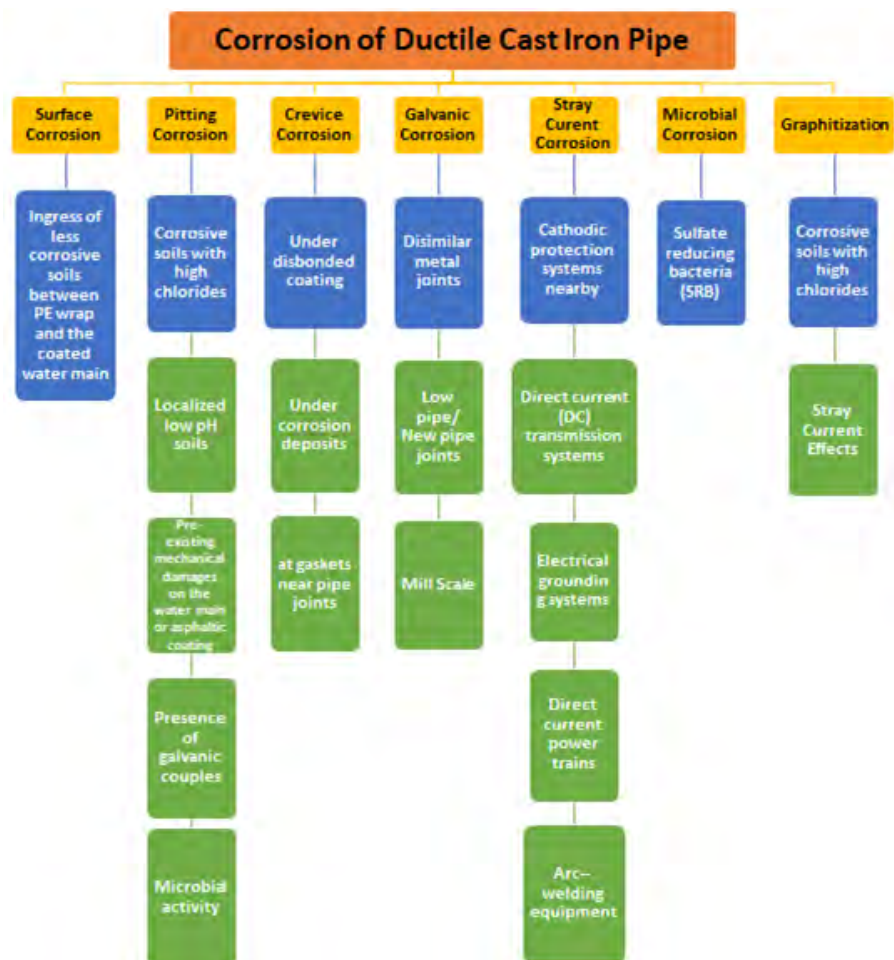 Corrosion of Ductile Cast Iron Pipe
Surface
Corrosion
Ingress of
less
corrosive
soils
between
PE wrap
and the
coated
water main
Pitting
Corrosion
Corrosive
soils with
high
chlorides
Localized
low pH
soils
Pre-
existing
mechanical
damages
on the
water main
or asphaltic
coating
Presence
of
galvanic
couples
Microbial
activity
Crevice
Corrosion
Under
disbonded
coating
Under
corrosion
deposits
at gaskets
near pipe
joints
Galvanic
Corrosion
Disimilar
metal
joints
Low
pipe/
New pipe
joints
Mill Scale
Stray
Curent
Corrosion
Cathodic
protection
systems
nearby
Direct
current
(DC)
transmission
systems
Electrical
groundin
g systems
Direct
current
power
trains
Arc--
welding
equipment
Microbial
Corrosion
Sulfate
reducing
bacteria
(SRB)
Graphitization
Corrosive
soils with
high
chlorides
Stray
Current
Effects